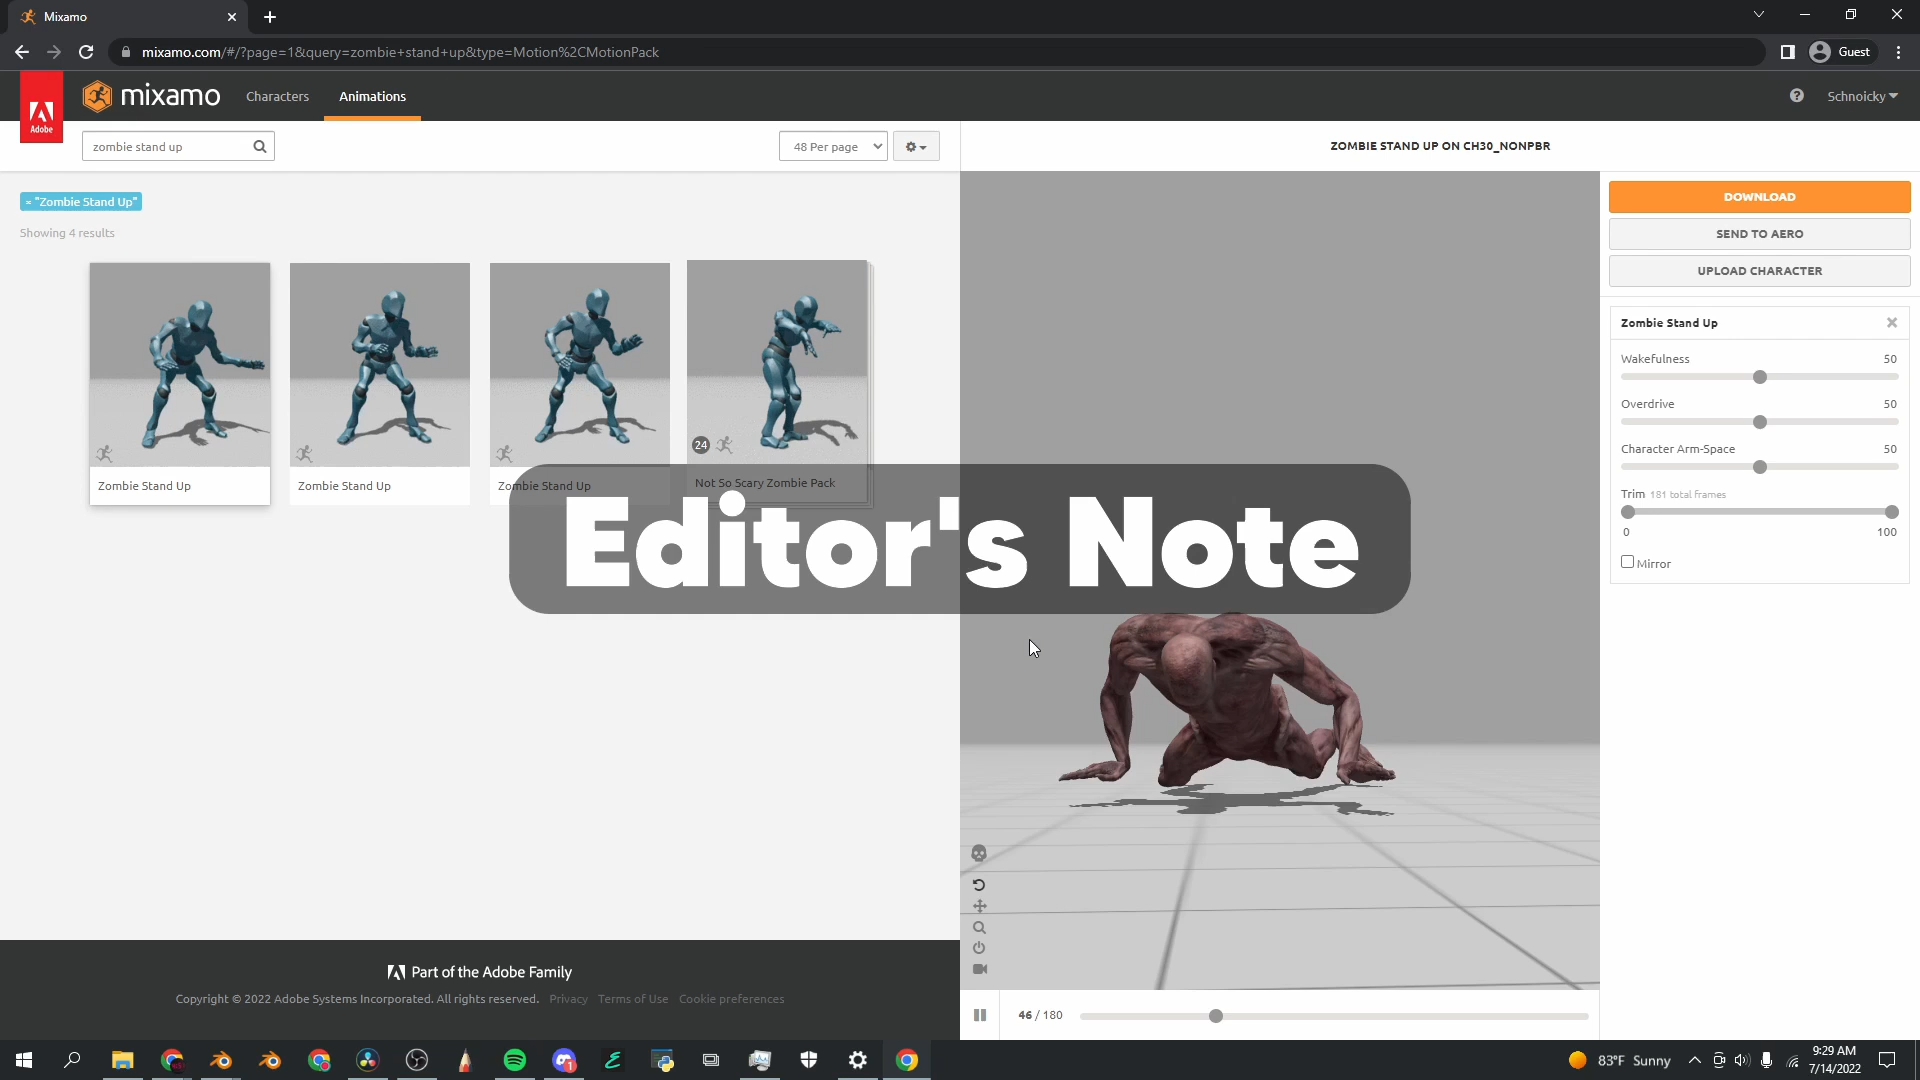 Mixamo
mixamo.com/#/?page=1&query=zombie+stand+up&type=Motion%2CMotionPack
Guest
Adobe
mixamo
Characters
Animations
Schnoicky
zombie stand up
48 Per page
ZOMBIE STAND UP ON CH30_NONPBR
× "Zombie Stand Up"
Showing 4 results
24
Zombie Stand Up
Zombie Stand Up
Zombie Stand Up
Not So Scary Zombie Pack
Editor's Note
DOWNLOAD
SEND TO AERO
UPLOAD CHARACTER
Zombie Stand Up
Wakefulness 50
Overdrive 50
Character Arm-Space 50
Trim 181 total frames
0 100
Mirror
46 / 180
Part of the Adobe Family
Copyright © 2022 Adobe Systems Incorporated. All rights reserved. Privacy Terms of Use Cookie preferences
83°F Sunny
9:29 AM
7/14/2022